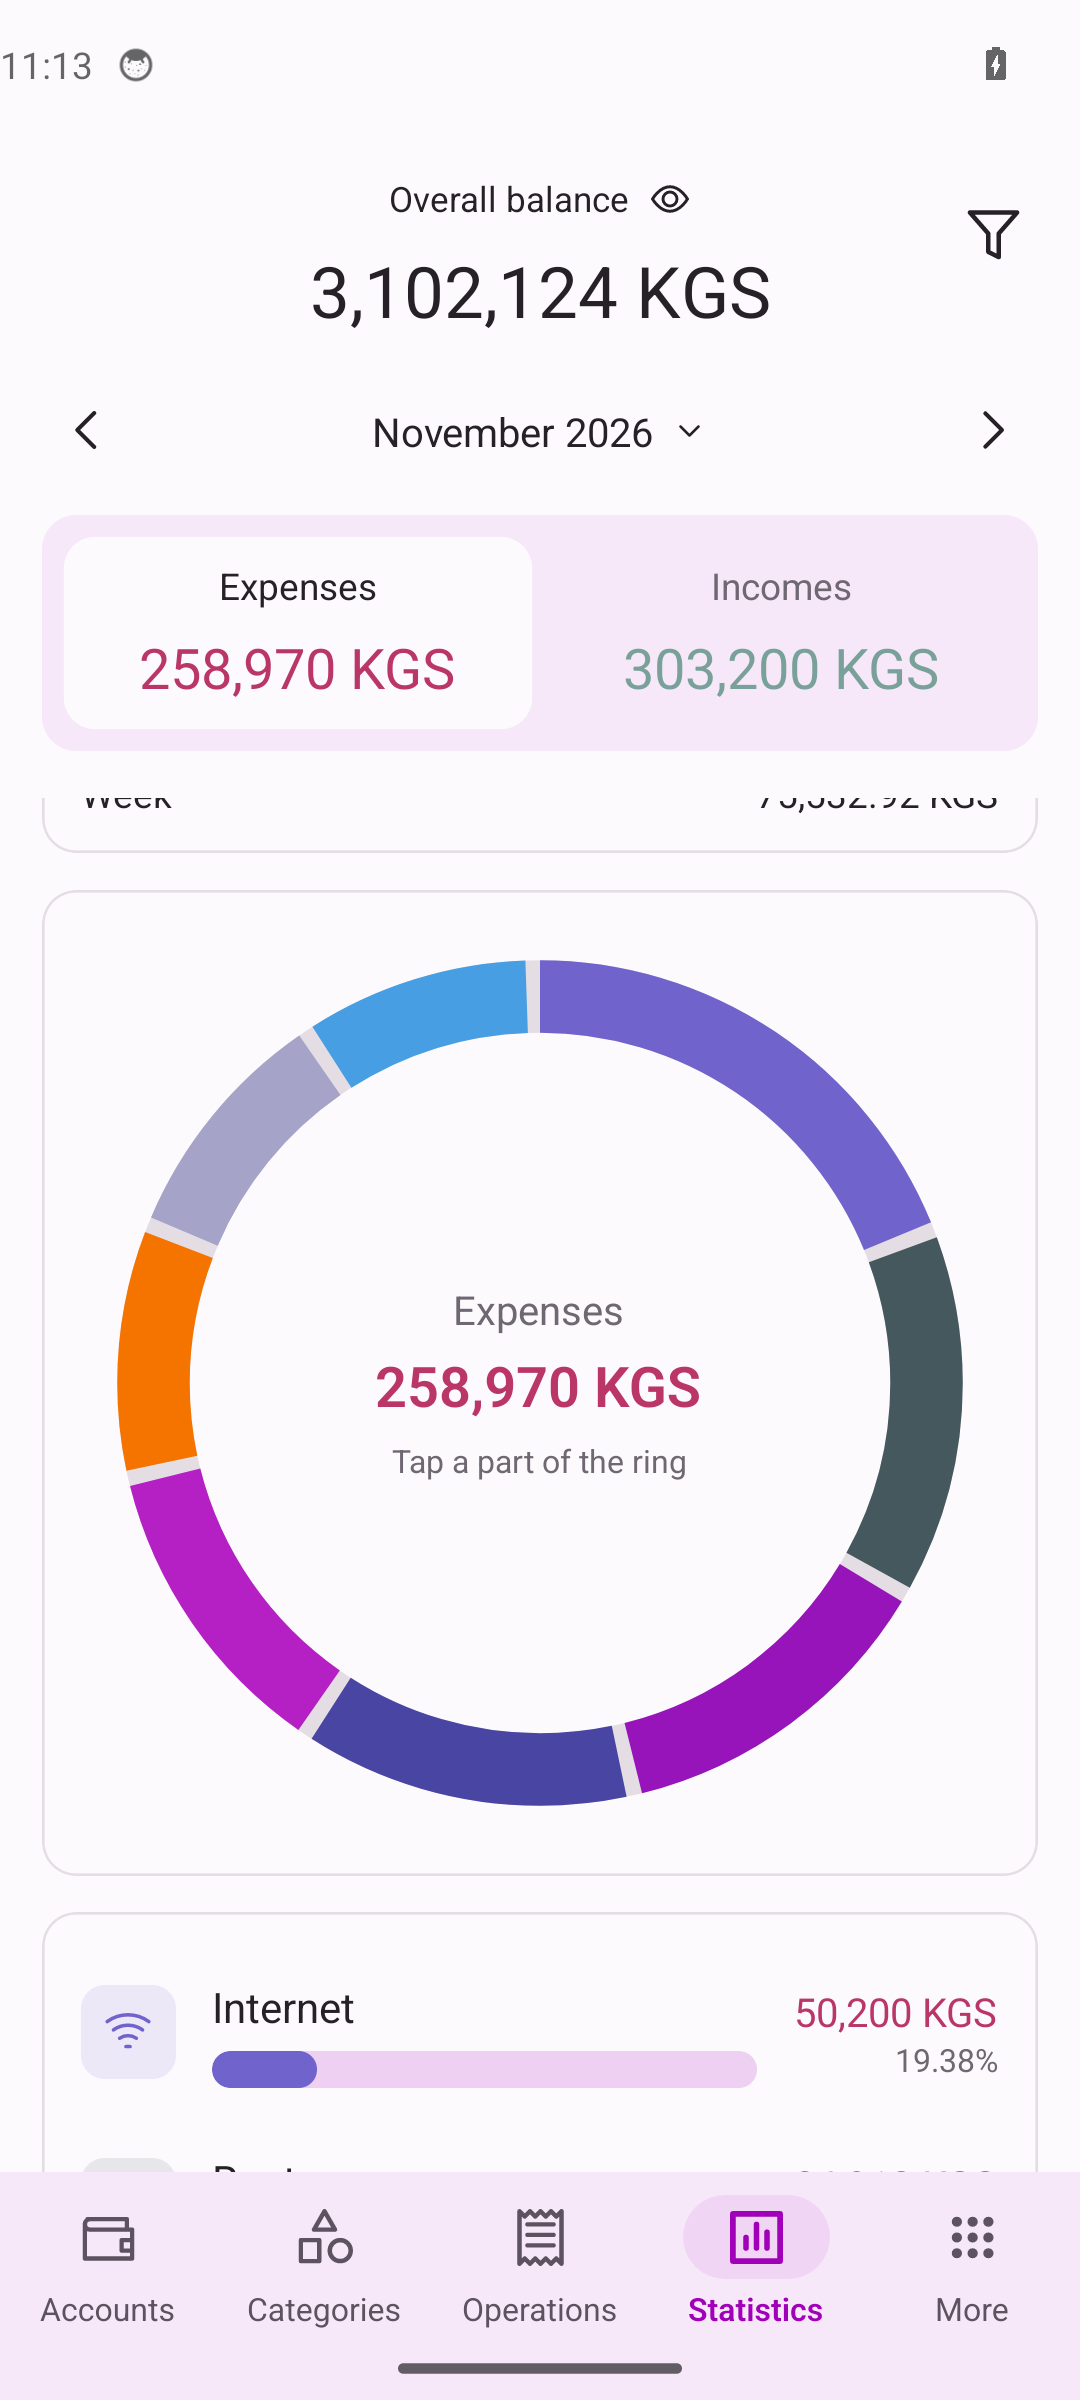 11:13
Overall balance
3,102,124 KGS
November 2026
Expenses
258,970 KGS
Incomes
303,200 KGS
Week
Expenses
258,970 KGS
Tap a part of the ring
Internet
50,200 KGS
19.38%
Accounts
Categories
Operations
Statistics
More